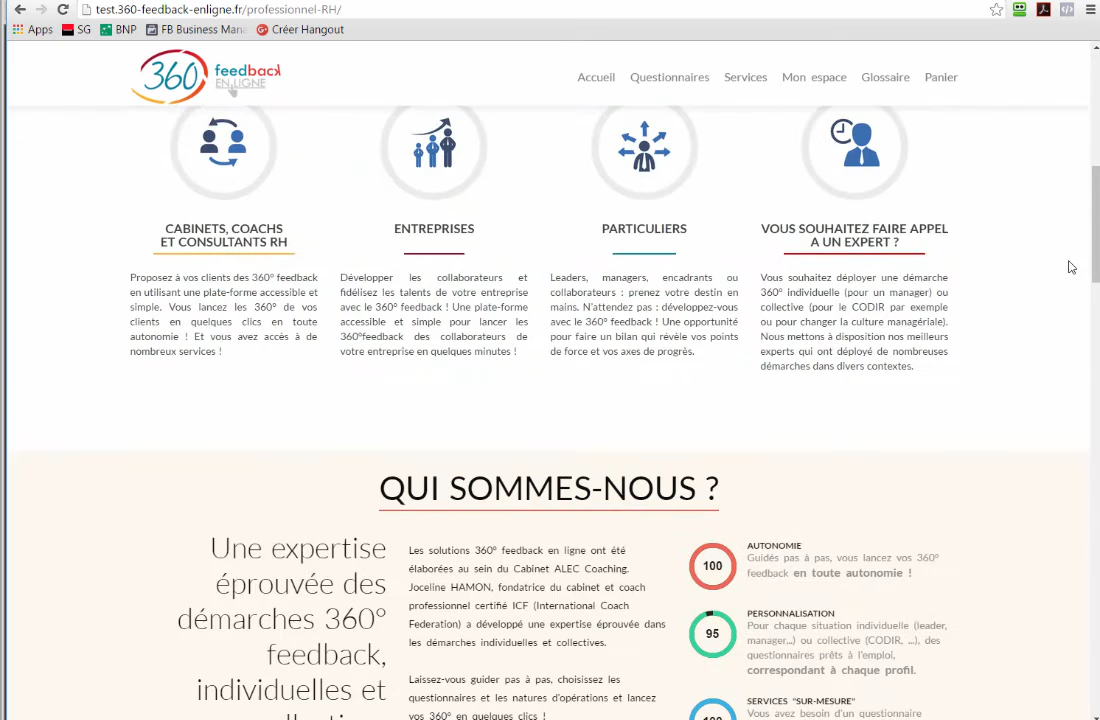 test.360-feedback-enligne.fr/professionnel-RH/
Apps SG BNP FB Business Mana Créer Hangout
360 feedback
EN LIGNE
Accueil Questionnaires Services Mon espace Glossaire Panier
CABINETS, COACHS
ET CONSULTANTS RH
Proposez à vos clients des 360° feedback
en utilisant une plate-forme accessible et
simple. Vous lancez les 360° de vos
clients en quelques clics en toute
autonomie ! Et vous avez accès à de
nombreux services !
ENTREPRISES
Développer les collaborateurs et
fidélisez les talents de votre entreprise
avec le 360° feedback ! Une plate-forme
accessible et simple pour lancer les
360°feedback des collaborateurs de
votre entreprise en quelques minutes !
PARTICULIERS
Leaders, managers, encadrants ou
collaborateurs : prenez votre destin en
mains. N'attendez pas : développez-vous
avec le 360° feedback ! Une opportunité
pour faire un bilan qui révèle vos points
de force et vos axes de progrès.
VOUS SOUHAITEZ FAIRE APPEL
A UN EXPERT ?
Vous souhaitez déployer une démarche
360° individuelle (pour un manager) ou
collective (pour le CODIR par exemple
ou pour changer la culture managériale).
Nous mettons à disposition nos meilleurs
experts qui ont déployé de nombreuses
démarches dans divers contextes.
QUI SOMMES-NOUS ?
Une expertise
éprouvée des
démarches 360°
feedback,
individuelles et
Les solutions 360° feedback en ligne ont été
élaborées au sein du Cabinet ALEC Coaching.
Joceline HAMON, fondatrice du cabinet et coach
professionnel certifié ICF (International Coach
Federation) a développé une expertise éprouvée dans
les démarches individuelles et collectives.
Laissez-vous guider pas à pas, choisissez les
questionnaires et les natures d'opérations et lancez
vos 360° en quelques clics !
100
AUTONOMIE
Guidés pas à pas, vous lancez vos 360°
feedback en toute autonomie !
95
PERSONNALISATION
Pour chaque situation individuelle (leader,
manager...) ou collective (CODIR, ...), des
questionnaires prêts à l'emploi,
correspondant à chaque profil.
100
SERVICES "SUR-MESURE"
Vous avez besoin d'un questionnaire